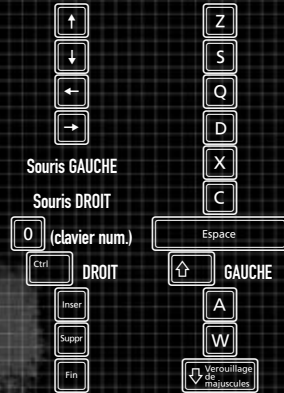 ↑ Z
↓ S
← Q
→ D
Souris GAUCHE X
Souris DROIT C
0 (clavier num.) Espace
Ctrl DROIT ⇧ GAUCHE
Inser A
Suppr W
Fin ⇩ Verouillage de majuscules